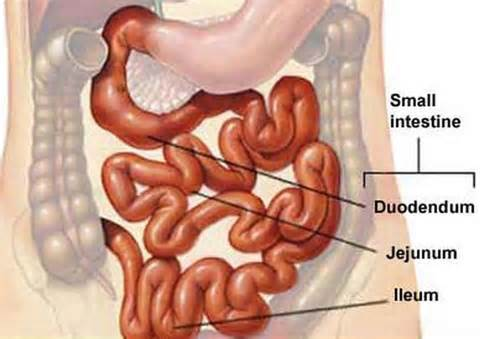 Small
intestine
Duodendum
Jejunum
Ileum